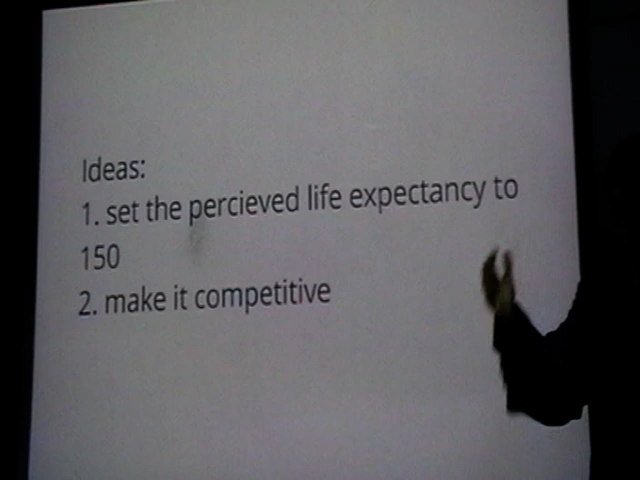 Ideas:
1. set the percieved life expectancy to
150
2. make it competitive